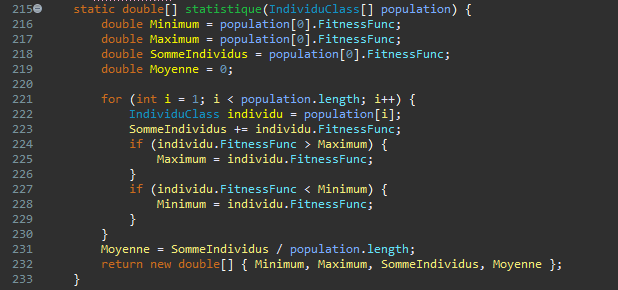 215 static double[] statistique(IndividuClass[] population) {
216 double Minimum = population[0].FitnessFunc;
217 double Maximum = population[0].FitnessFunc;
218 double SommeIndividus = population[0].FitnessFunc;
219 double Moyenne = 0;
220
221 for (int i = 1; i < population.length; i++) {
222 IndividuClass individu = population[i];
223 SommeIndividus += individu.FitnessFunc;
224 if (individu.FitnessFunc > Maximum) {
225 Maximum = individu.FitnessFunc;
226 }
227 if (individu.FitnessFunc < Minimum) {
228 Minimum = individu.FitnessFunc;
229 }
230 }
231 Moyenne = SommeIndividus / population.length;
232 return new double[] { Minimum, Maximum, SommeIndividus, Moyenne };
233 }